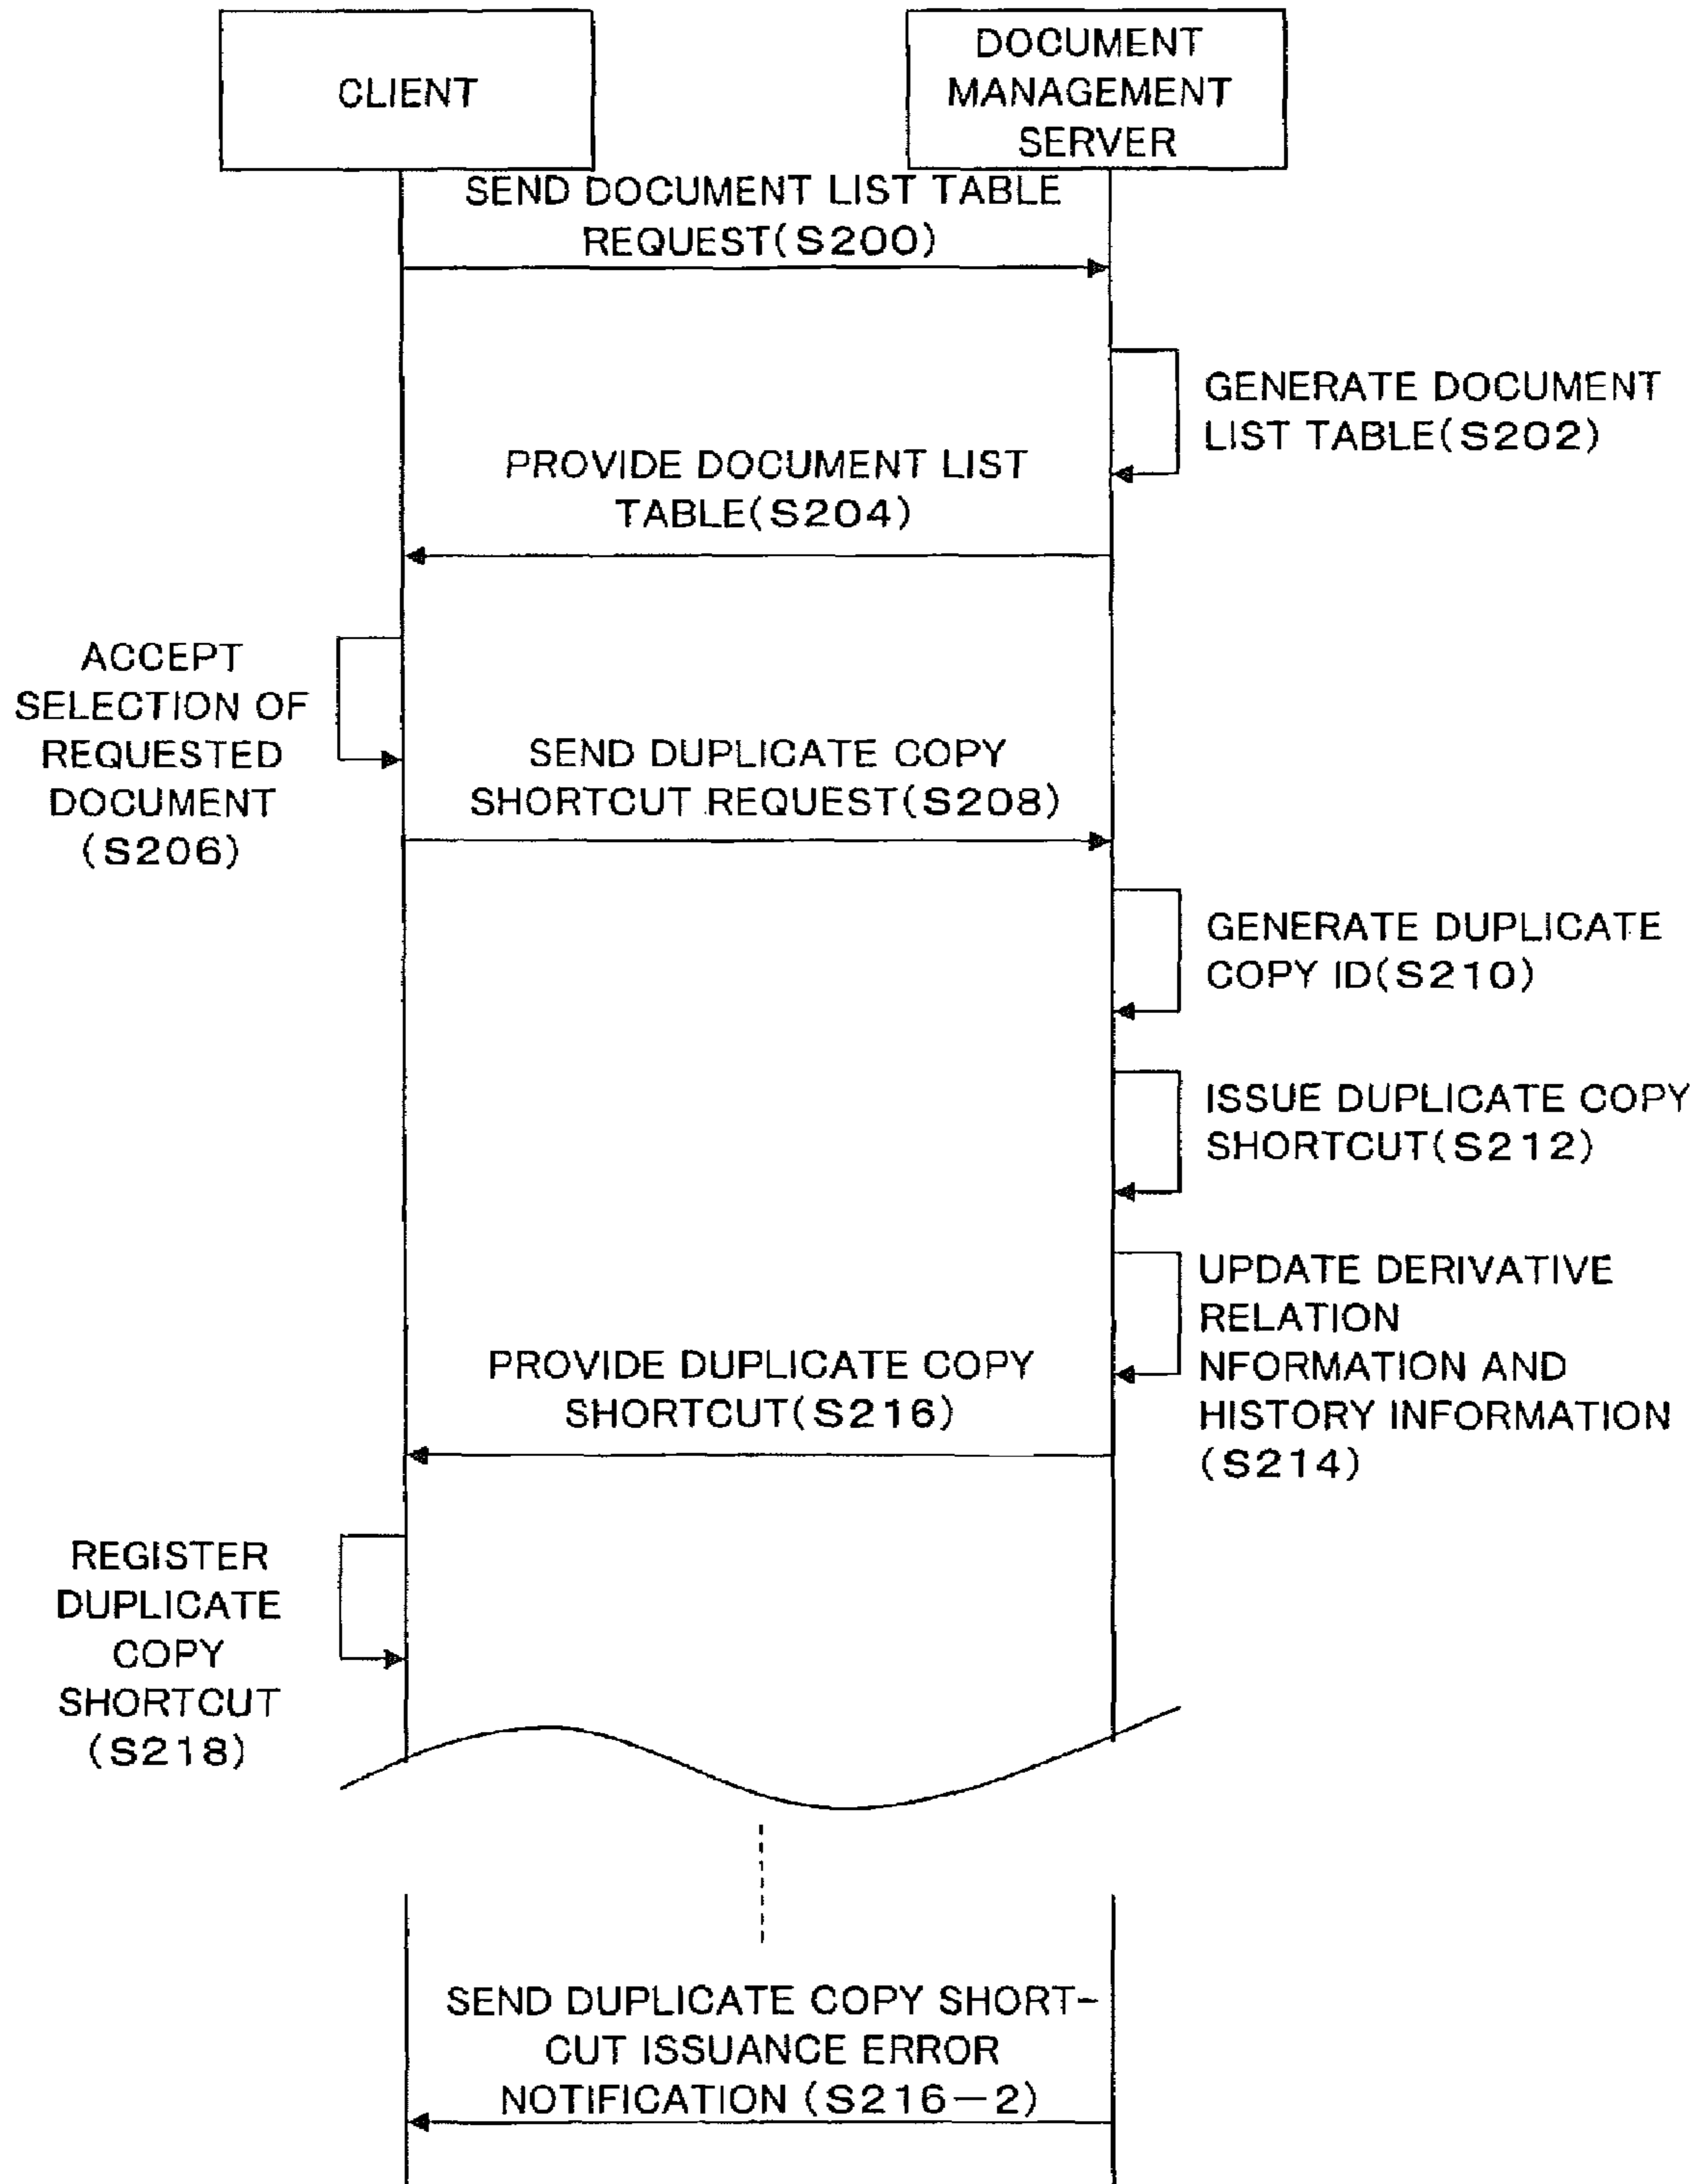 CLIENT
DOCUMENT
MANAGEMENT
SERVER
SEND DOCUMENT LIST TABLE
REQUEST(S200)
GENERATE DOCUMENT
LIST TABLE(S202)
PROVIDE DOCUMENT LIST
TABLE(S204)
ACCEPT
SELECTION OF
REQUESTED
DOCUMENT
(S206)
SEND DUPLICATE COPY
SHORTCUT REQUEST(S208)
GENERATE DUPLICATE
COPY ID(S210)
ISSUE DUPLICATE COPY
SHORTCUT(S212)
UPDATE DERIVATIVE
RELATION
NFORMATION AND
HISTORY INFORMATION
(S214)
PROVIDE DUPLICATE COPY
SHORTCUT(S216)
REGISTER
DUPLICATE
COPY
SHORTCUT
(S218)
SEND DUPLICATE COPY SHORT-
CUT ISSUANCE ERROR
NOTIFICATION (S216-2)